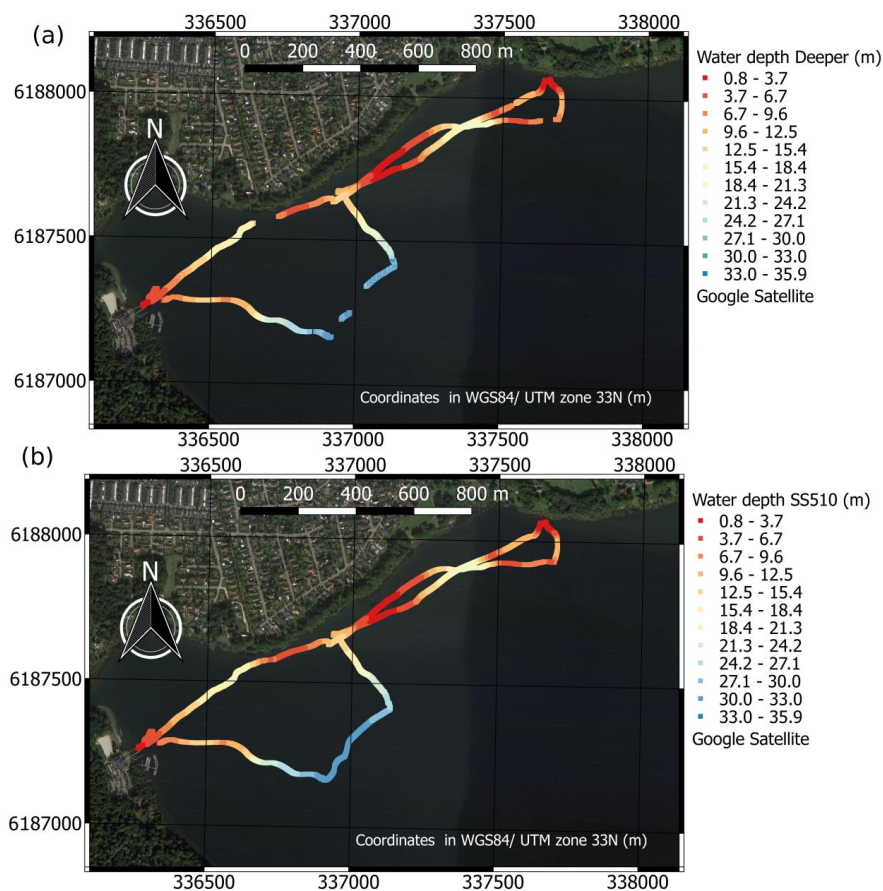 (a)
336500 337000 337500 338000
0 200 400 600 800 m
Water depth Deeper (m)
0.8 - 3.7
3.7 - 6.7
6.7 - 9.6
9.6 - 12.5
12.5 - 15.4
15.4 - 18.4
18.4 - 21.3
21.3 - 24.2
24.2 - 27.1
27.1 - 30.0
30.0 - 33.0
33.0 - 35.9
Google Satellite
6188000
N
6187500
6187000
Coordinates in WGS84/ UTM zone 33N (m)
336500 337000 337500 338000
(b)
336500 337000 337500 338000
0 200 400 600 800 m
Water depth SS510 (m)
0.8 - 3.7
3.7 - 6.7
6.7 - 9.6
9.6 - 12.5
12.5 - 15.4
15.4 - 18.4
18.4 - 21.3
21.3 - 24.2
24.2 - 27.1
27.1 - 30.0
30.0 - 33.0
33.0 - 35.9
Google Satellite
6188000
N
6187500
6187000
Coordinates in WGS84/ UTM zone 33N (m)
336500 337000 337500 338000